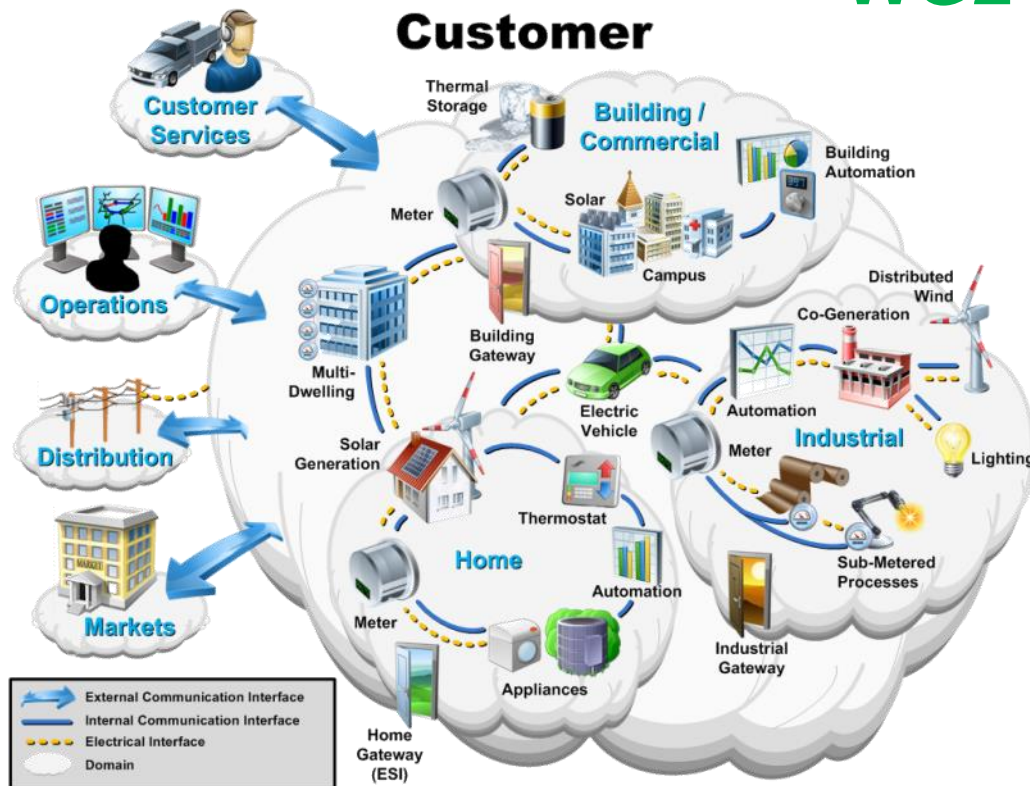 Customer
Customer
Services
Operations
Distribution
Markets
MARKET
Thermal
Storage
Building /
Commercial
Building
Automation
Meter
Solar
Campus
Building
Gateway
Multi-
Dwelling
Electric
Vehicle
Distributed
Wind
Co-Generation
Automation
Meter
Industrial
Lighting
Sub-Metered
Processes
Industrial
Gateway
Solar
Generation
Thermostat
Home
Automation
Meter
Appliances
Home
Gateway
(ESI)
External Communication Interface
Internal Communication Interface
Electrical Interface
Domain